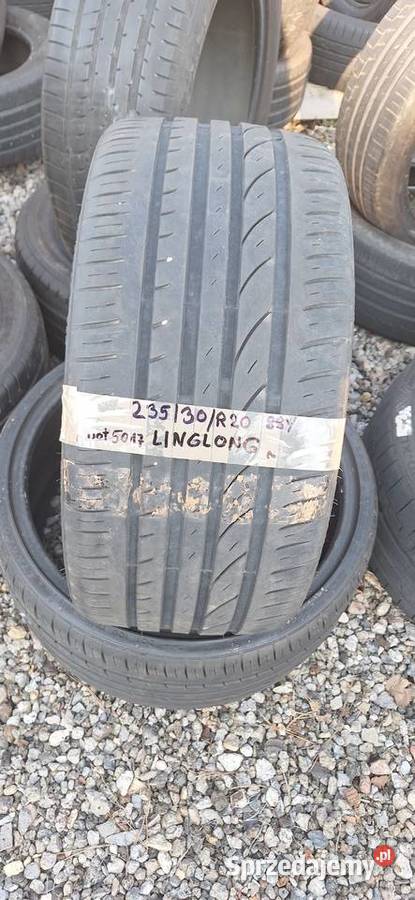 235/30/R20 88Y
Dot 5017 LINGLONG
Sprzedajemy.pl